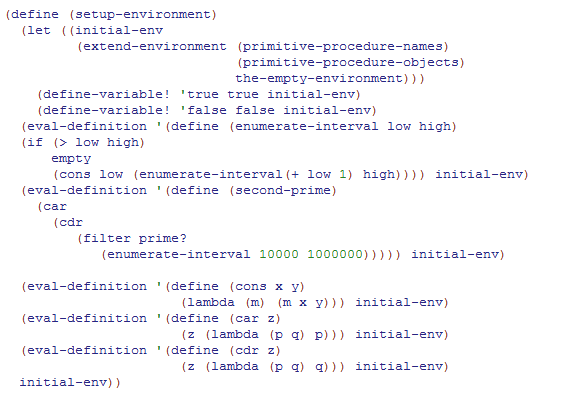 (define (setup-environment)
  (let ((initial-env
         (extend-environment (primitive-procedure-names)
                             (primitive-procedure-objects)
                             the-empty-environment)))
    (define-variable! 'true true initial-env)
    (define-variable! 'false false initial-env)
  (eval-definition '(define (enumerate-interval low high)
  (if (> low high)
      empty
      (cons low (enumerate-interval(+ low 1) high)))) initial-env)
  (eval-definition '(define (second-prime)
    (car
      (cdr
         (filter prime?
            (enumerate-interval 10000 1000000))))) initial-env)
  (eval-definition '(define (cons x y)
                      (lambda (m) (m x y))) initial-env)
  (eval-definition '(define (car z)
                      (z (lambda (p q) p))) initial-env)
  (eval-definition '(define (cdr z)
                      (z (lambda (p q) q))) initial-env)
  initial-env))